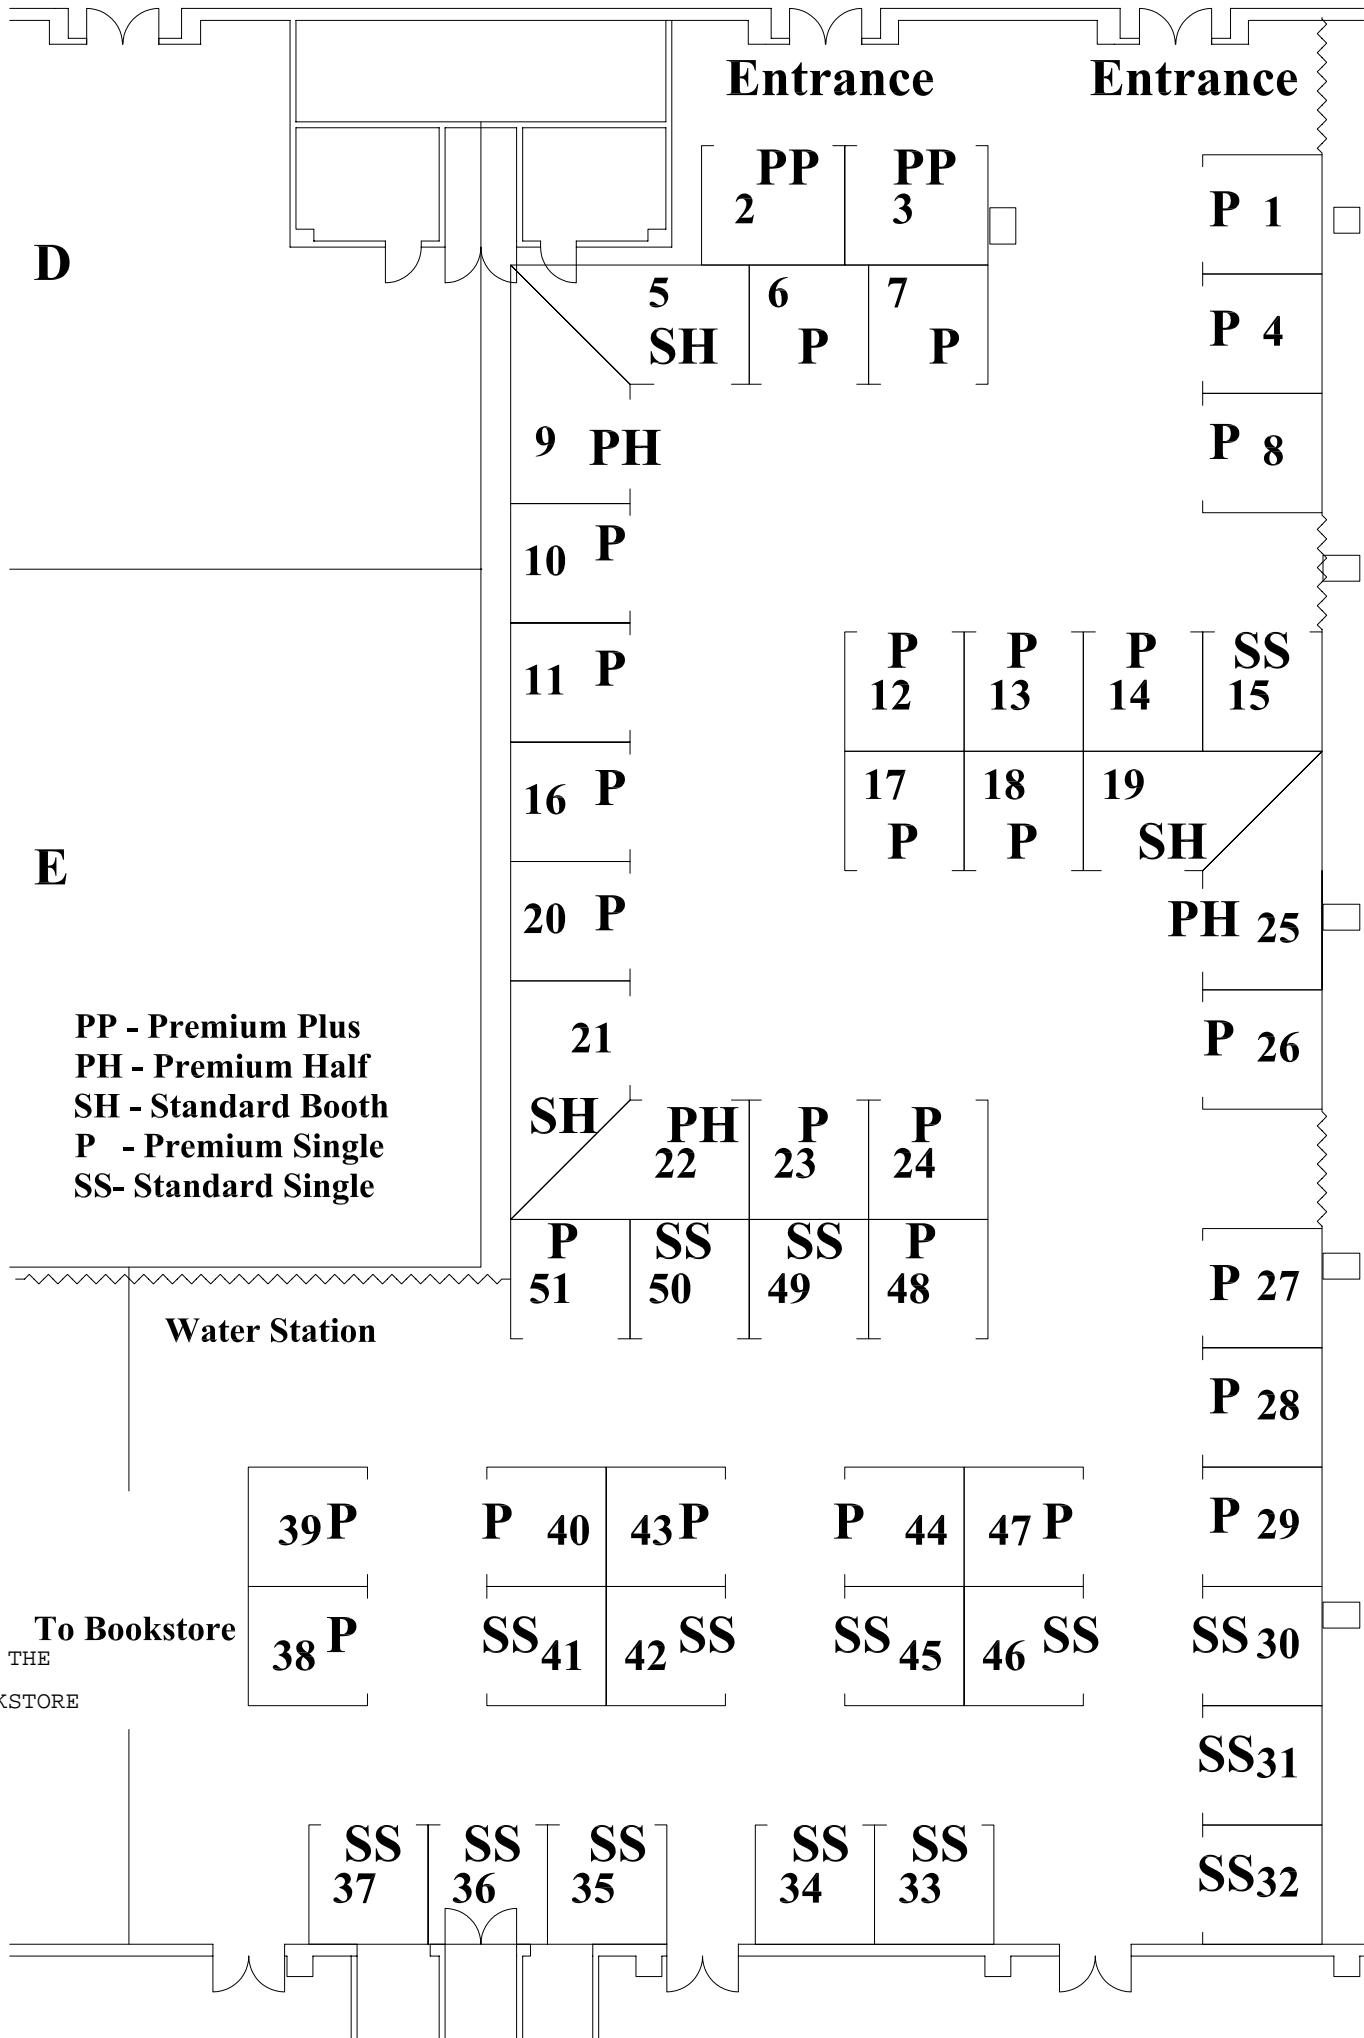 Entrance Entrance
PP PP
2 3
P 1
D
5 6 7
SH P P
P 4
9 PH
P 8
10 P
11 P
P P P SS
12 13 14 15
16 P
17 18 19
P P SH
E
20 P
PH 25
21
P 26
PP - Premium Plus
PH - Premium Half
SH - Standard Booth
P - Premium Single
SS- Standard Single
SH
PH P P
22 23 24
P SS SS P
51 50 49 48
P 27
Water Station
P 28
39 P
P 40 43 P
P 44 47 P
P 29
To Bookstore
THE
KSTORE
38 P
SS 41 42 SS
SS 45 46 SS
SS 30
SS 31
SS SS SS SS SS
37 36 35 34 33
SS 32